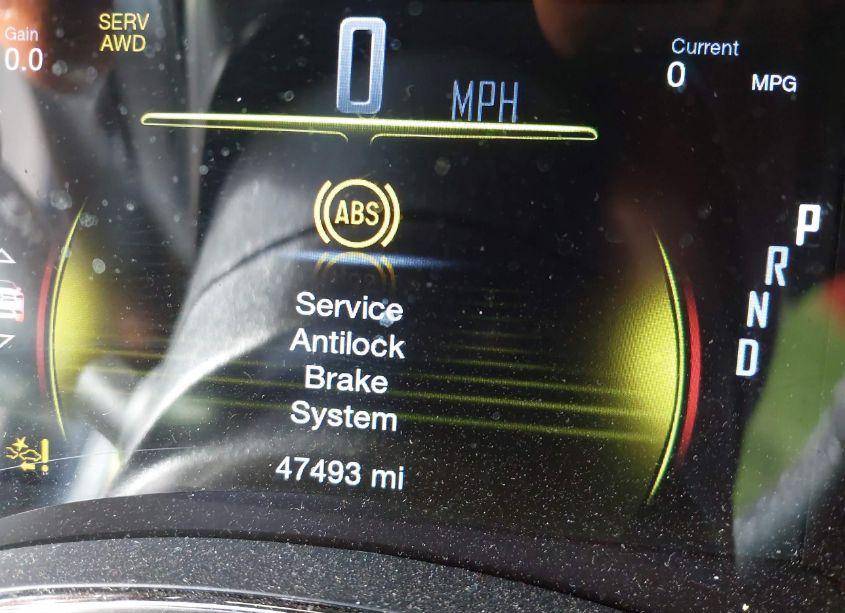 Gain
0.0
SERV
AWD
0
MPH
Current
0
MPG
ABS
Service
Antilock
Brake
System
47493 mi
P
R
N
D